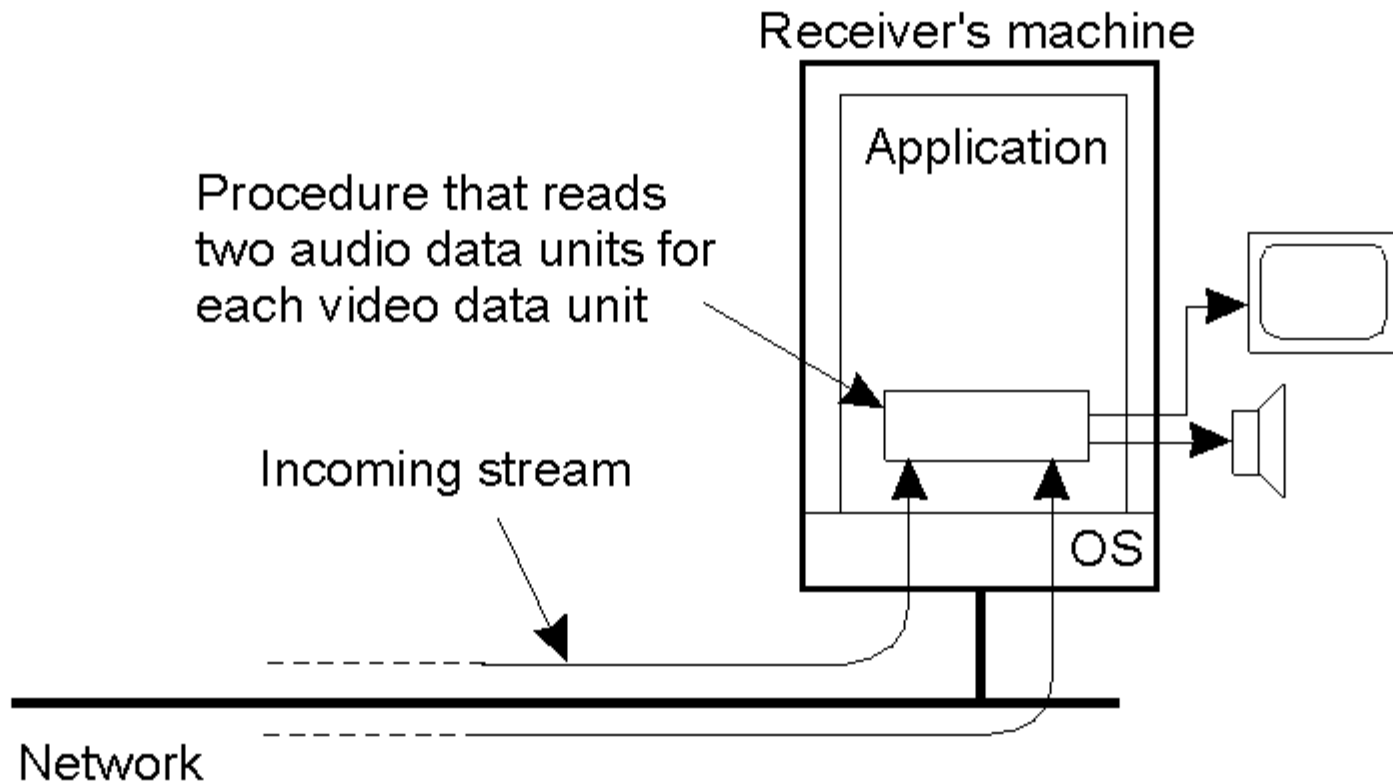 Receiver's machine
Application
Procedure that reads
two audio data units for
each video data unit
Incoming stream
OS
Network